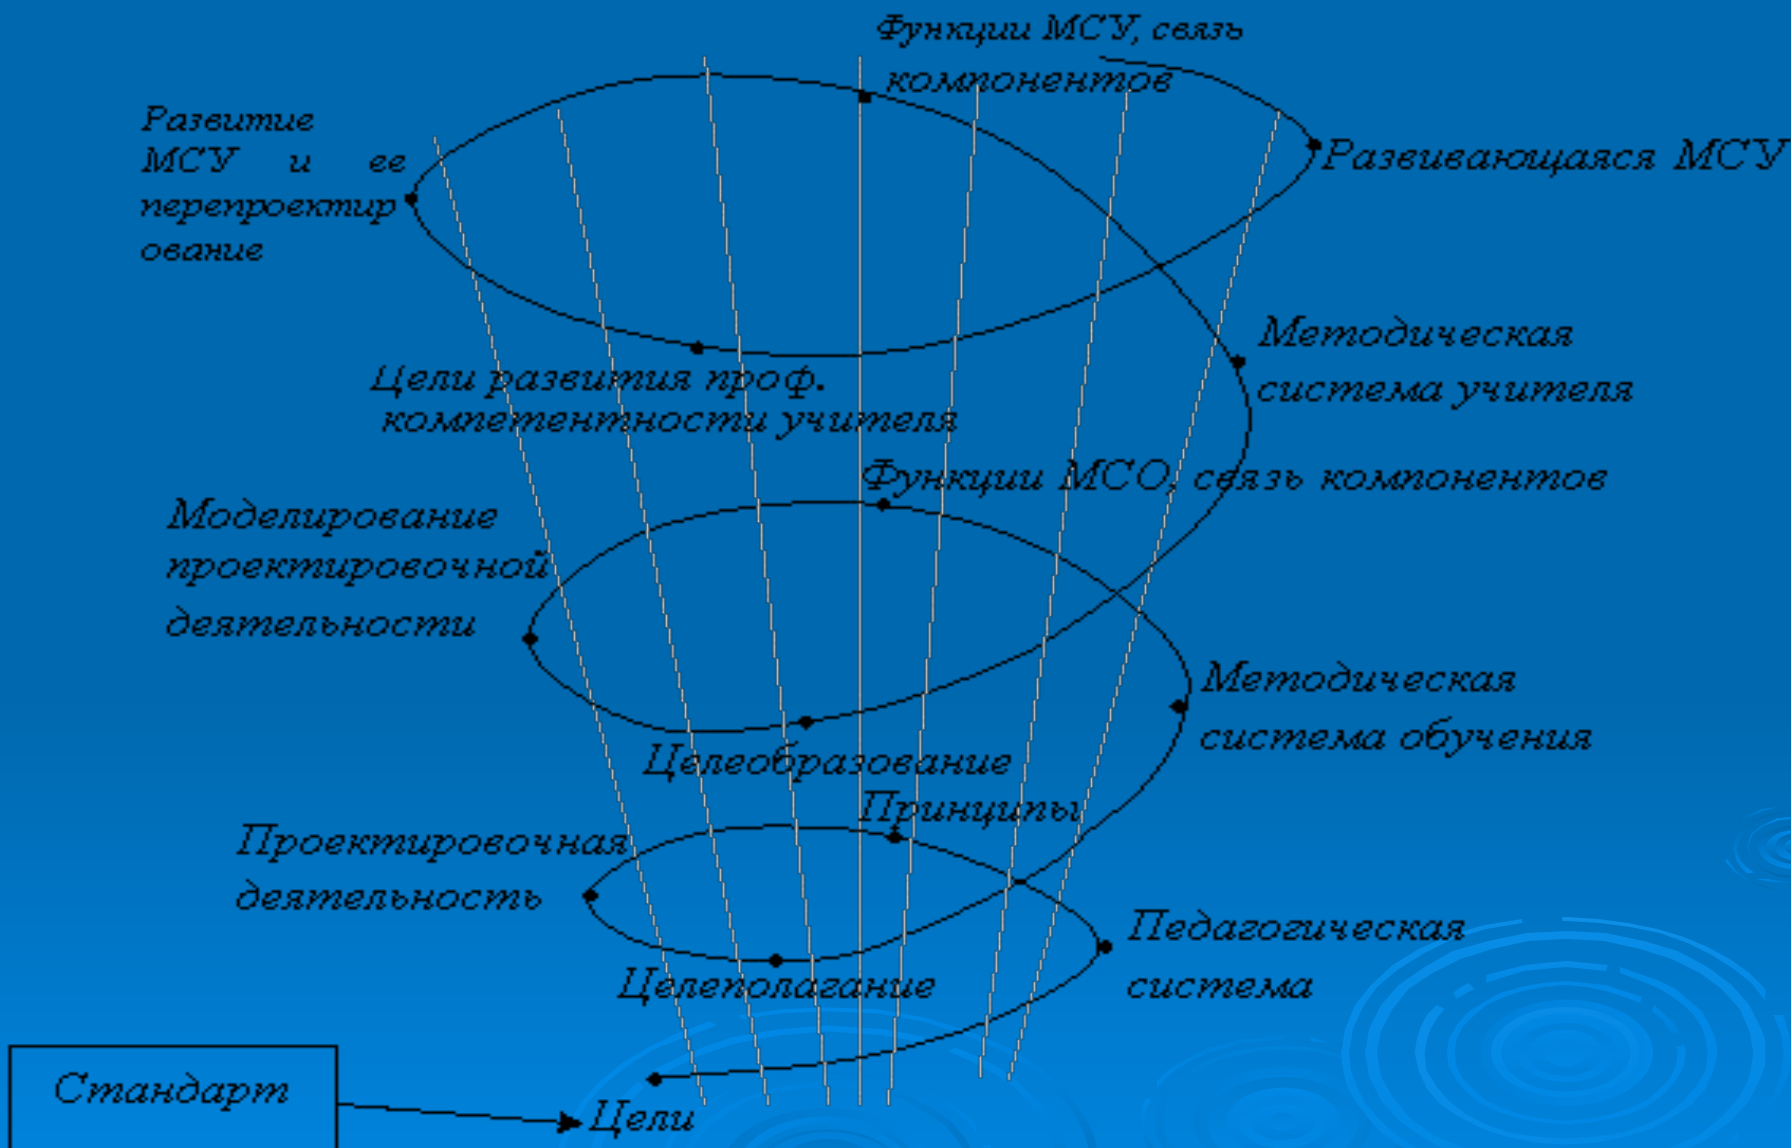 Функции МСУ, связь
компонентов
Развитие
МСУ и ее
перепроектир
ование
Развивающаяся МСУ
Методическая
система учителя
Цели развития проф.
компетентности учителя
Функции МСО, связь компонентов
Моделирование
проектировочной
деятельности
Методическая
система обучения
Целеобразование
Принципы
Проектировочная
деятельность
Педагогическая
система
Целеполагание
Стандарт
Цели